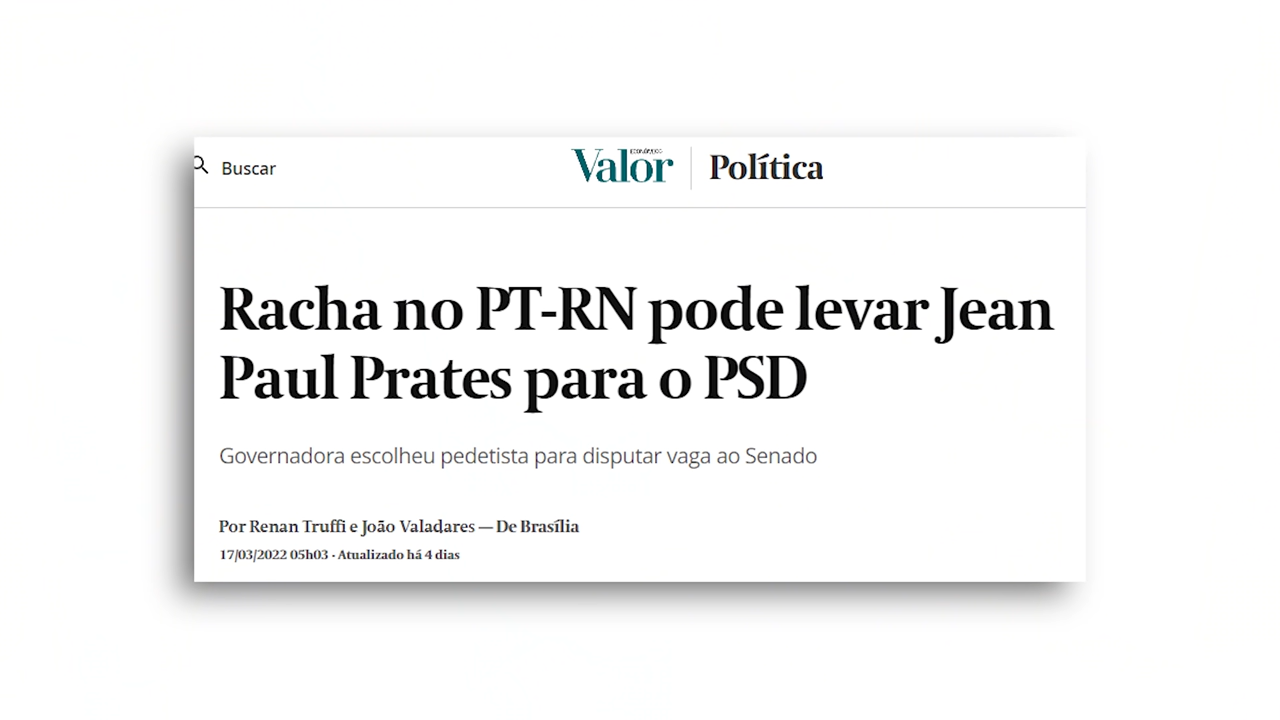 Buscar
Valor ECONÔMICO Política
Racha no PT-RN pode levar Jean
Paul Prates para o PSD
Governadora escolheu pedetista para disputar vaga ao Senado
Por Renan Truffi e João Valadares — De Brasília
17/03/2022 05h03 · Atualizado há 4 dias